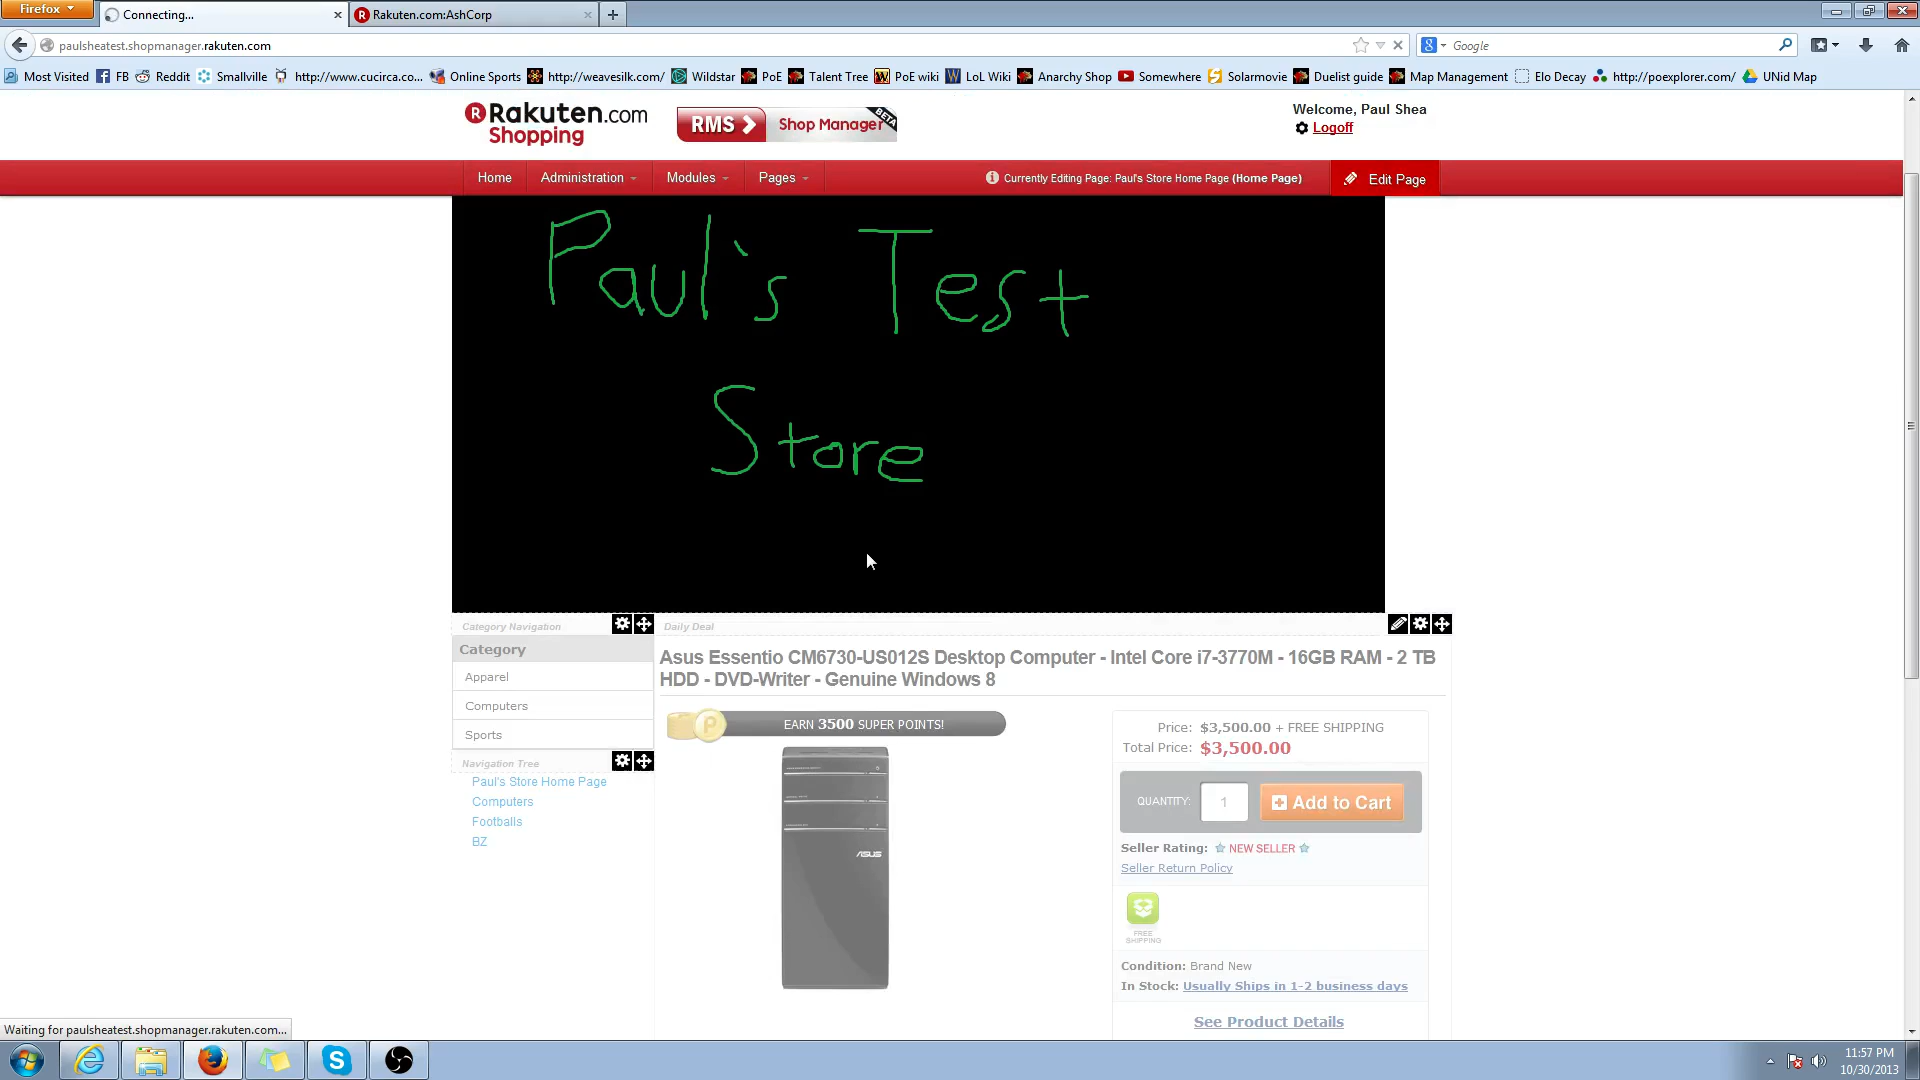 Firefox
Connecting...
Rakuten.com:AshCorp
paulsheatest.shopmanager.rakuten.com
Google
Most Visited
FB
Reddit
Smallville
http://www.cucirca.co...
Online Sports
http://weavesilk.com/
Wildstar
PoE
Talent Tree
PoE wiki
LoL Wiki
Anarchy Shop
Somewhere
Solarmovie
Duelist guide
Map Management
Elo Decay
http://poexplorer.com/
UNid Map
Rakuten.com
Shopping
RMS
Shop Manager
BETA
Welcome, Paul Shea
Logoff
Home
Administration
Modules
Pages
Currently Editing Page: Paul's Store Home Page (Home Page)
Edit Page
Paul's Test
Store
Category Navigation
Daily Deal
Category
Apparel
Computers
Sports
Navigation Tree
Paul's Store Home Page
Computers
Footballs
BZ
Asus Essentio CM6730-US012S Desktop Computer - Intel Core i7-3770M - 16GB RAM - 2 TB
HDD - DVD-Writer - Genuine Windows 8
EARN 3500 SUPER POINTS!
ASUS
Price: $3,500.00 + FREE SHIPPING
Total Price: $3,500.00
QUANTITY: 1
Add to Cart
Seller Rating: NEW SELLER
Seller Return Policy
FREE
SHIPPING
Condition: Brand New
In Stock: Usually Ships in 1-2 business days
See Product Details
Waiting for paulsheatest.shopmanager.rakuten.com...
11:57 PM
10/30/2013